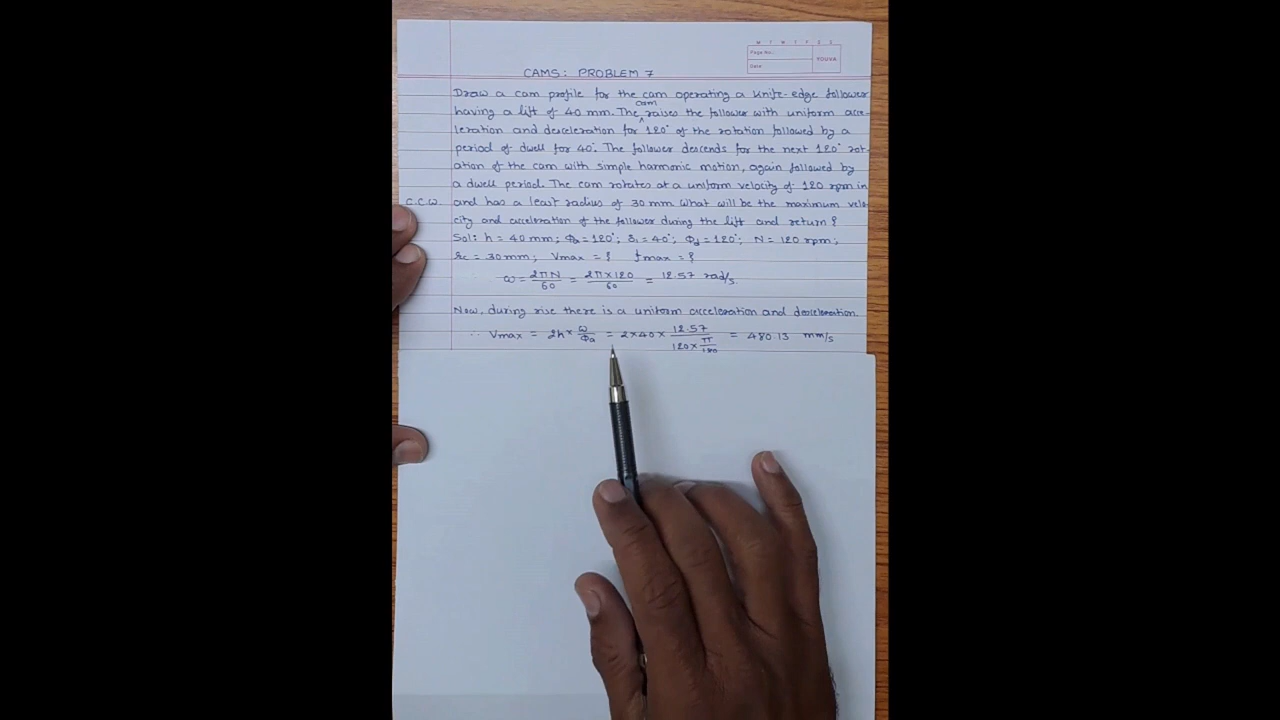 M T W T F S S
Page No.:
Date
YOUVA
CAMS: PROBLEM 7
Draw a cam profile for the cam operating a Knife-edge follower
having a lift of 40 mm. The cam raises the follower with uniform acce-
leration and desceleration for 120° of the rotation followed by a
period of dwell for 40°. The follower descends for the next 120° rot-
ation of the cam with simple harmonic motion, again followed by
a dwell period. The cam rotates at a uniform velocity of 120 rpm in
C.C.W. and has a least radius of 30 mm. What will be the maximum velo-
city and acceleration of the follower during the lift and return ?
Sol: h = 40 mm; Φa = 120°; δ1 = 40°; Φd = 120°; N = 120 rpm;
rc = 30 mm; Vmax = ? fmax = ?
ω = 2πN/60 = 2π×120/60 = 12.57 rad/s.
Now, during rise there is a uniform acceleration and desceleration.
∴ Vmax = 2h × ω/Φa = 2×40× 12.57/(120×π/180) = 480.13 mm/s